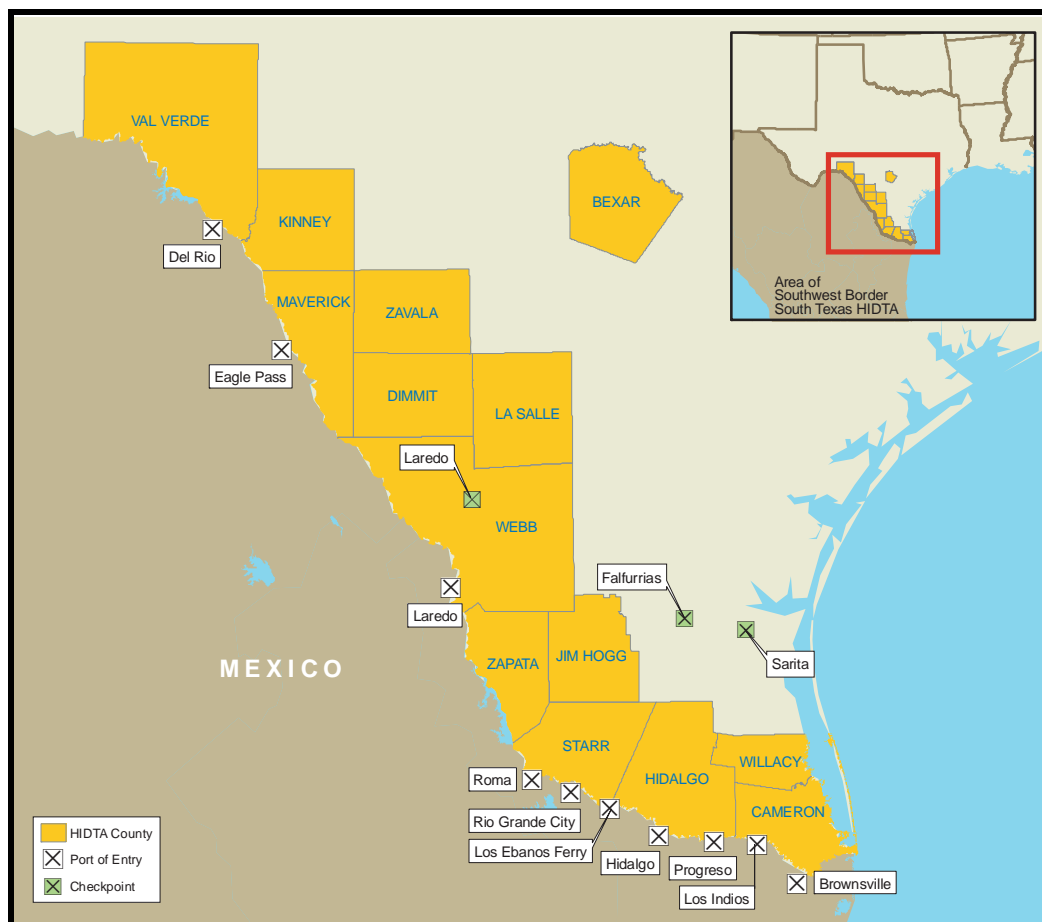 VAL VERDE
BEXAR
KINNEY
Del Rio
Area of
Southwest Border
South Texas HIDTA
MAVERICK
ZAVALA
Eagle Pass
DIMMIT
LA SALLE
Laredo
WEBB
Falfurrias
Laredo
MEXICO
ZAPATA
JIM HOGG
Sarita
STARR
WILLACY
HIDALGO
Roma
CAMERON
Rio Grande City
Los Ebanos Ferry
Hidalgo
Progreso
Los Indios
Brownsville
HIDTA County
Port of Entry
Checkpoint